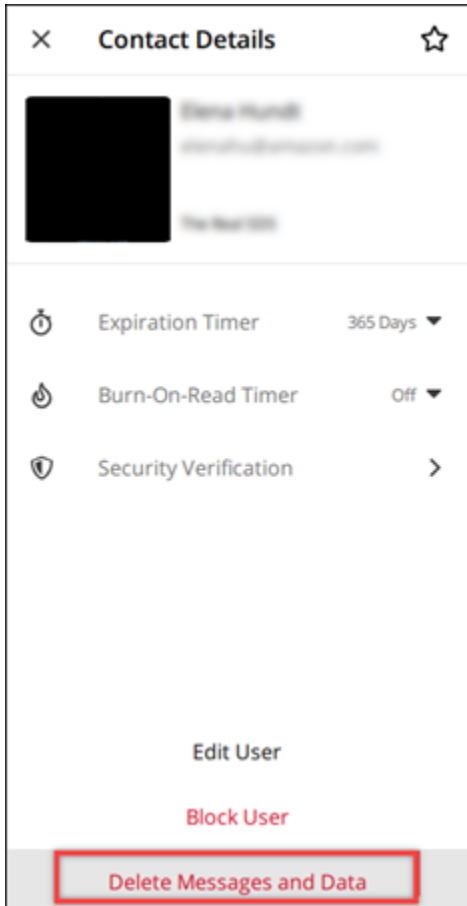 Contact Details
Expiration Timer 365 Days
Burn-On-Read Timer Off
Security Verification
Edit User
Block User
Delete Messages and Data